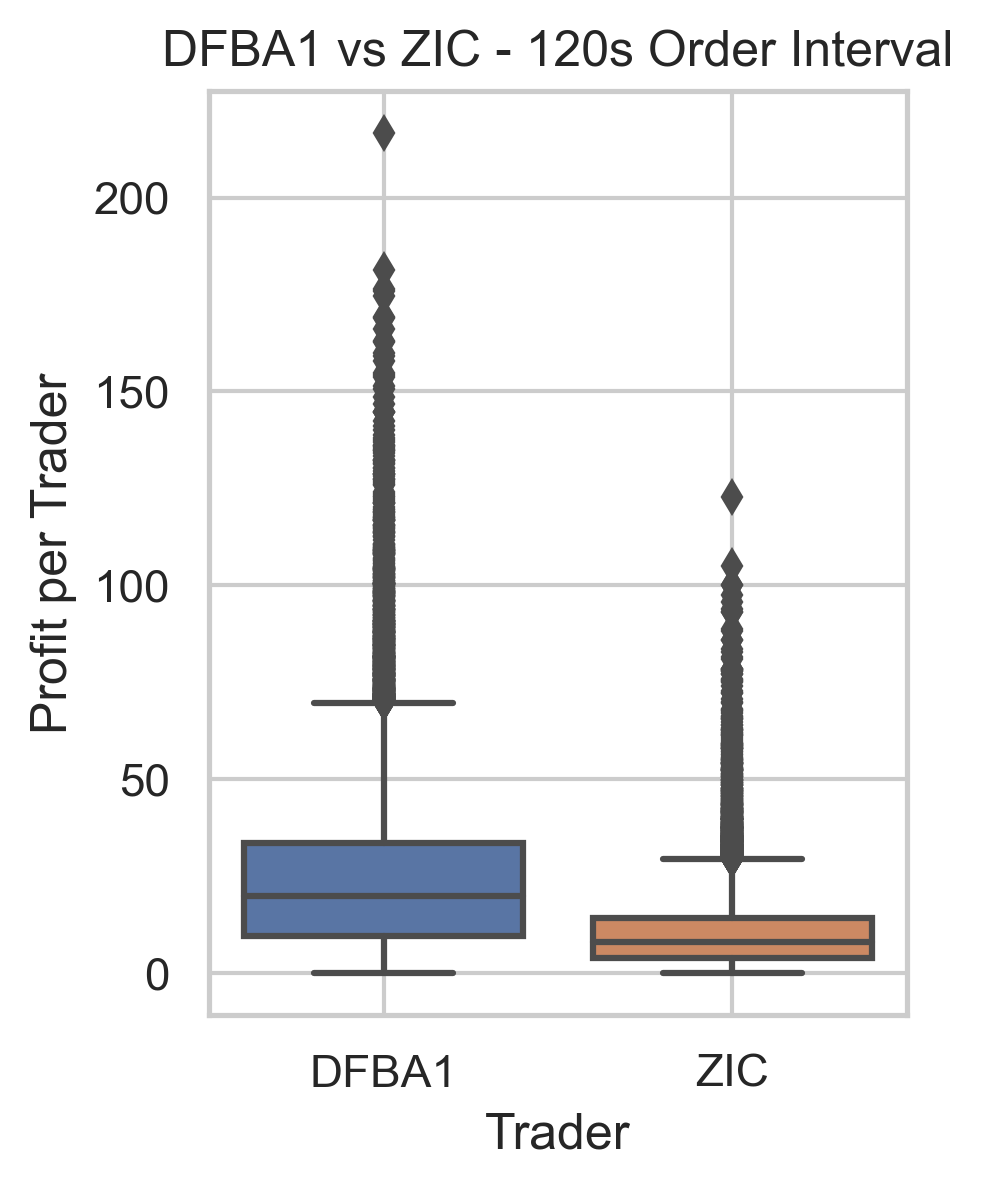 DFBA1 vs ZIC - 120s Order Interval
Profit per Trader
200
150
100
50
0
DFBA1
ZIC
Trader